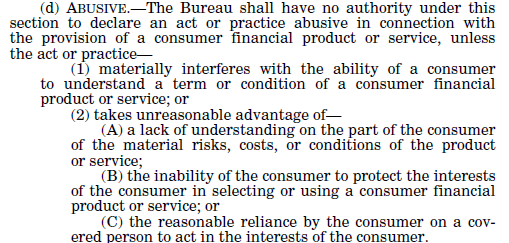 (d) ABUSIVE.—The Bureau shall have no authority under this
section to declare an act or practice abusive in connection with
the provision of a consumer financial product or service, unless
the act or practice—
(1) materially interferes with the ability of a consumer
to understand a term or condition of a consumer financial
product or service; or
(2) takes unreasonable advantage of—
(A) a lack of understanding on the part of the consumer
of the material risks, costs, or conditions of the product
or service;
(B) the inability of the consumer to protect the interests
of the consumer in selecting or using a consumer financial
product or service; or
(C) the reasonable reliance by the consumer on a cov-
ered person to act in the interests of the consumer.